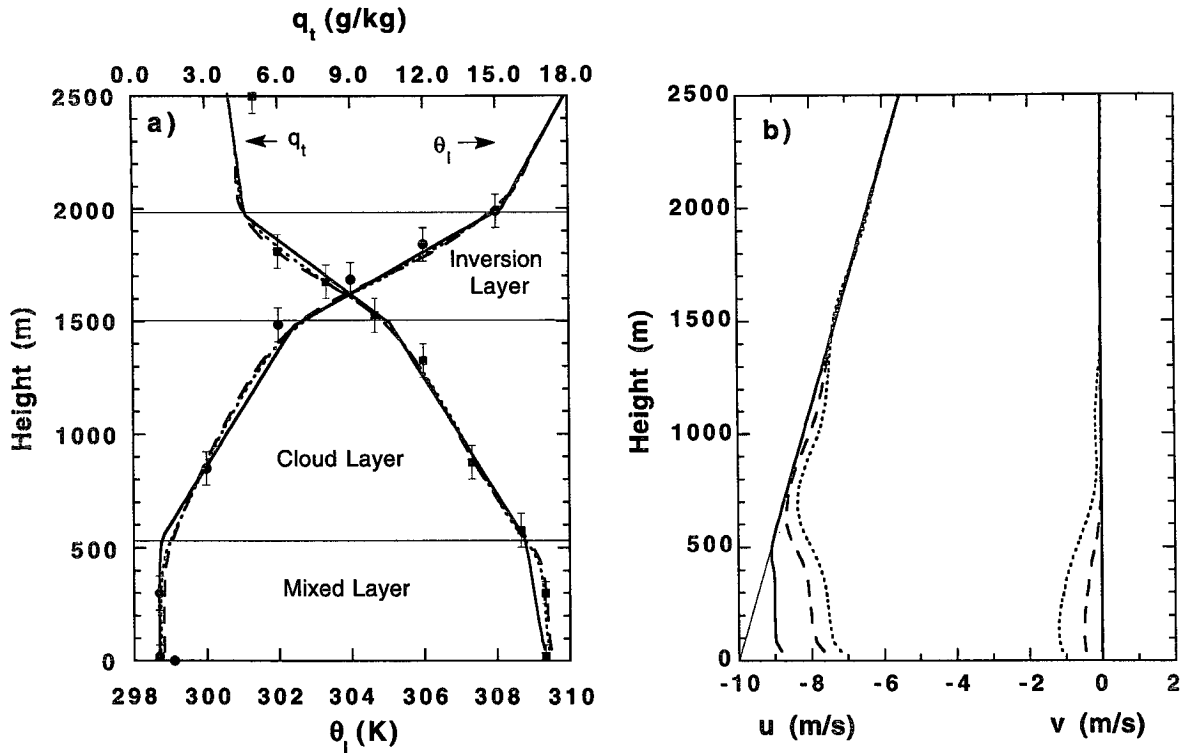 q_t (g/kg)
0.0 3.0 6.0 9.0 12.0 15.0 18.0
2500
a)
q_t
θ_l
2000
Inversion
Layer
1500
Height (m)
1000
Cloud Layer
500
Mixed Layer
0
298 300 302 304 306 308 310
θ_l (K)
2500
b)
2000
1500
Height (m)
1000
500
0
-10 -8 -6 -4 -2 0 2
u (m/s) v (m/s)